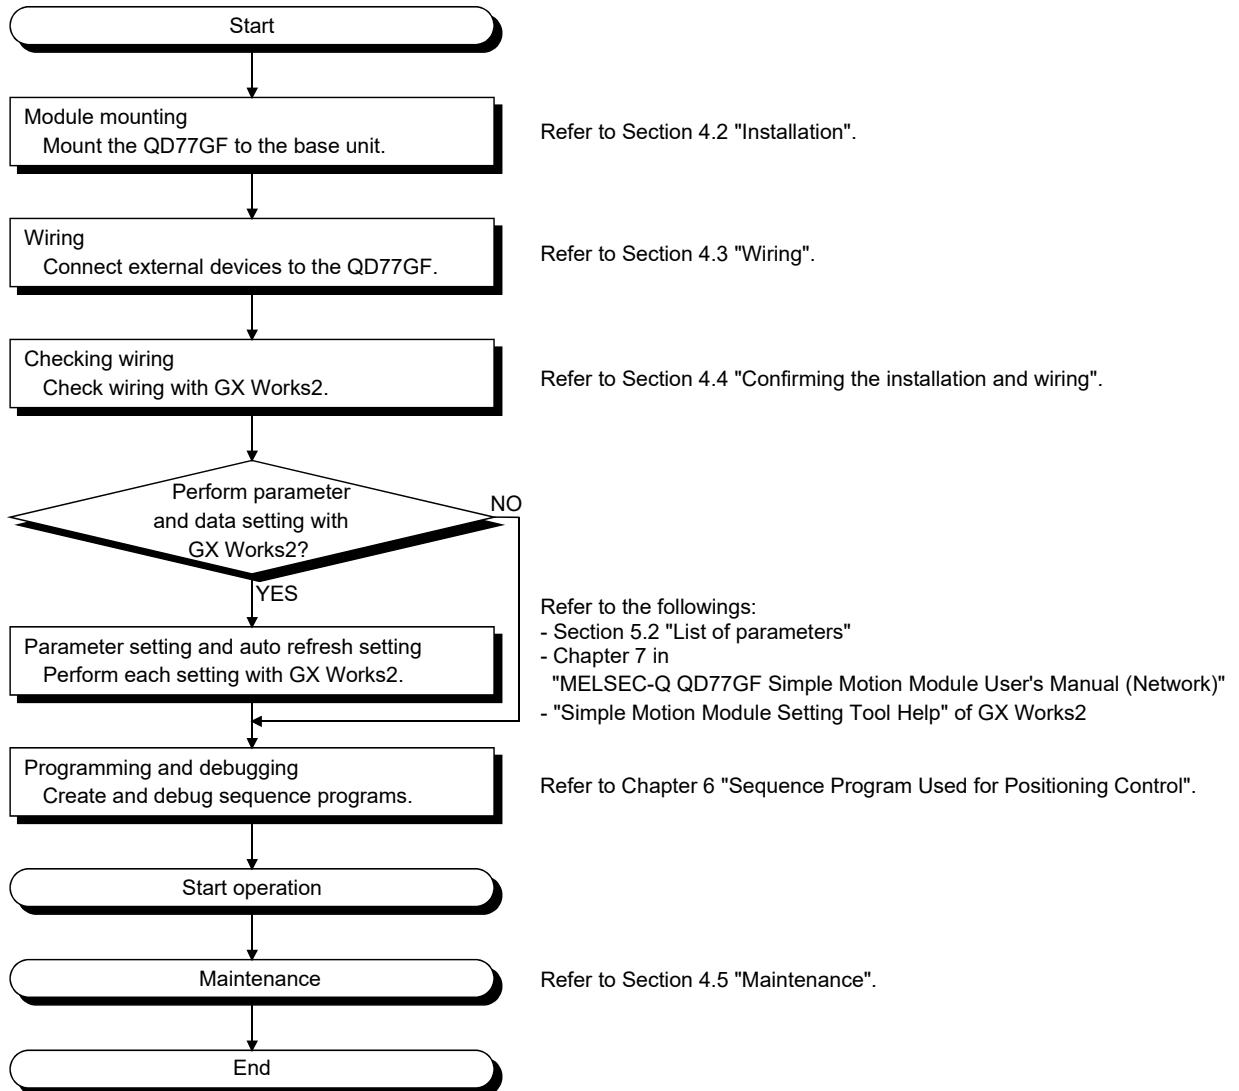 Start
Module mounting
Mount the QD77GF to the base unit.
Refer to Section 4.2 "Installation".
Wiring
Connect external devices to the QD77GF.
Refer to Section 4.3 "Wiring".
Checking wiring
Check wiring with GX Works2.
Refer to Section 4.4 "Confirming the installation and wiring".
Perform parameter
and data setting with
GX Works2?
NO
YES
Parameter setting and auto refresh setting
Perform each setting with GX Works2.
Refer to the followings:
- Section 5.2 "List of parameters"
- Chapter 7 in
"MELSEC-Q QD77GF Simple Motion Module User's Manual (Network)"
- "Simple Motion Module Setting Tool Help" of GX Works2
Programming and debugging
Create and debug sequence programs.
Refer to Chapter 6 "Sequence Program Used for Positioning Control".
Start operation
Maintenance
Refer to Section 4.5 "Maintenance".
End